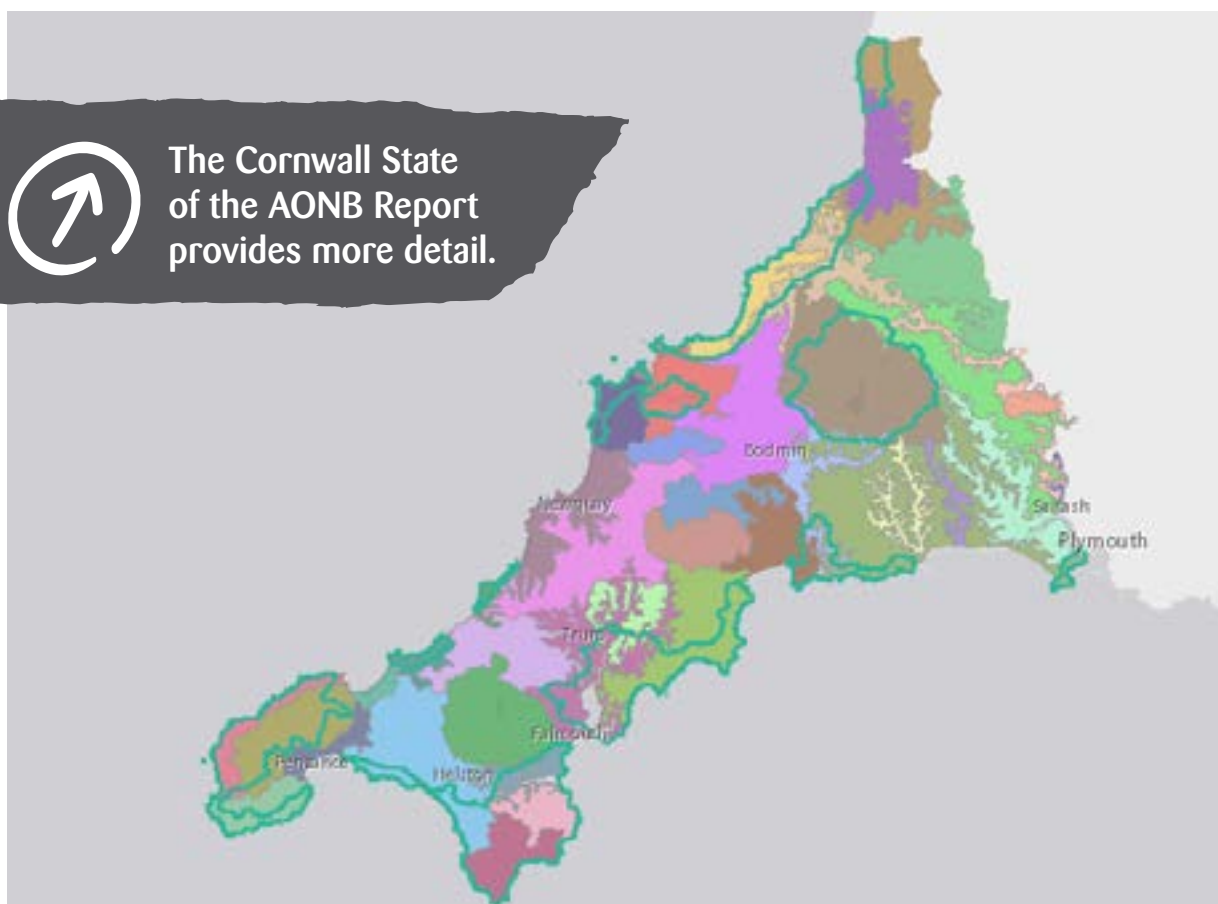 The Cornwall State
of the AONB Report
provides more detail.
Bodmin
Newquay
Saltash
Plymouth
Truro
Falmouth
Penzance
Helston